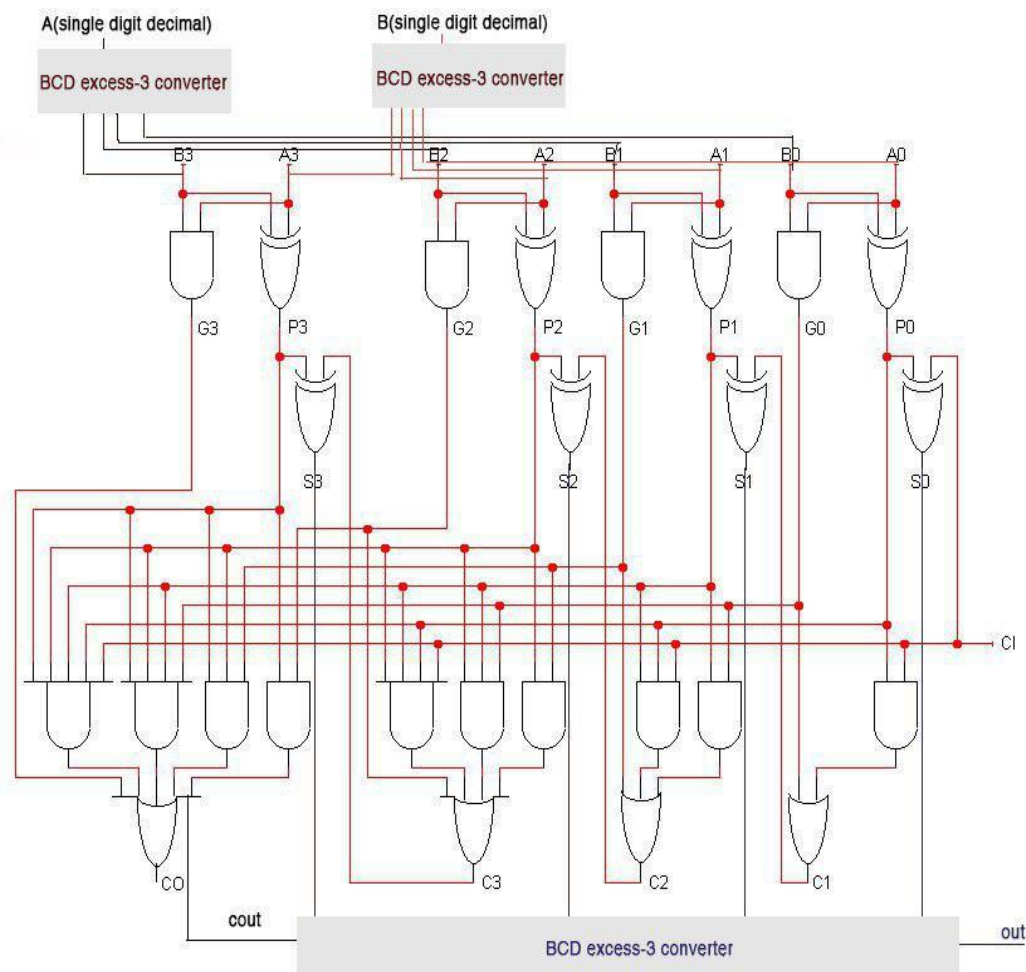 A(single digit decimal)
B(single digit decimal)
BCD excess-3 converter
BCD excess-3 converter
B3 A3 B2 A2 B1 A1 B0 A0
G3 P3 G2 P2 G1 P1 G0 P0
S3 S2 S1 S0
CI
CO C3 C2 C1
cout
out
BCD excess-3 converter